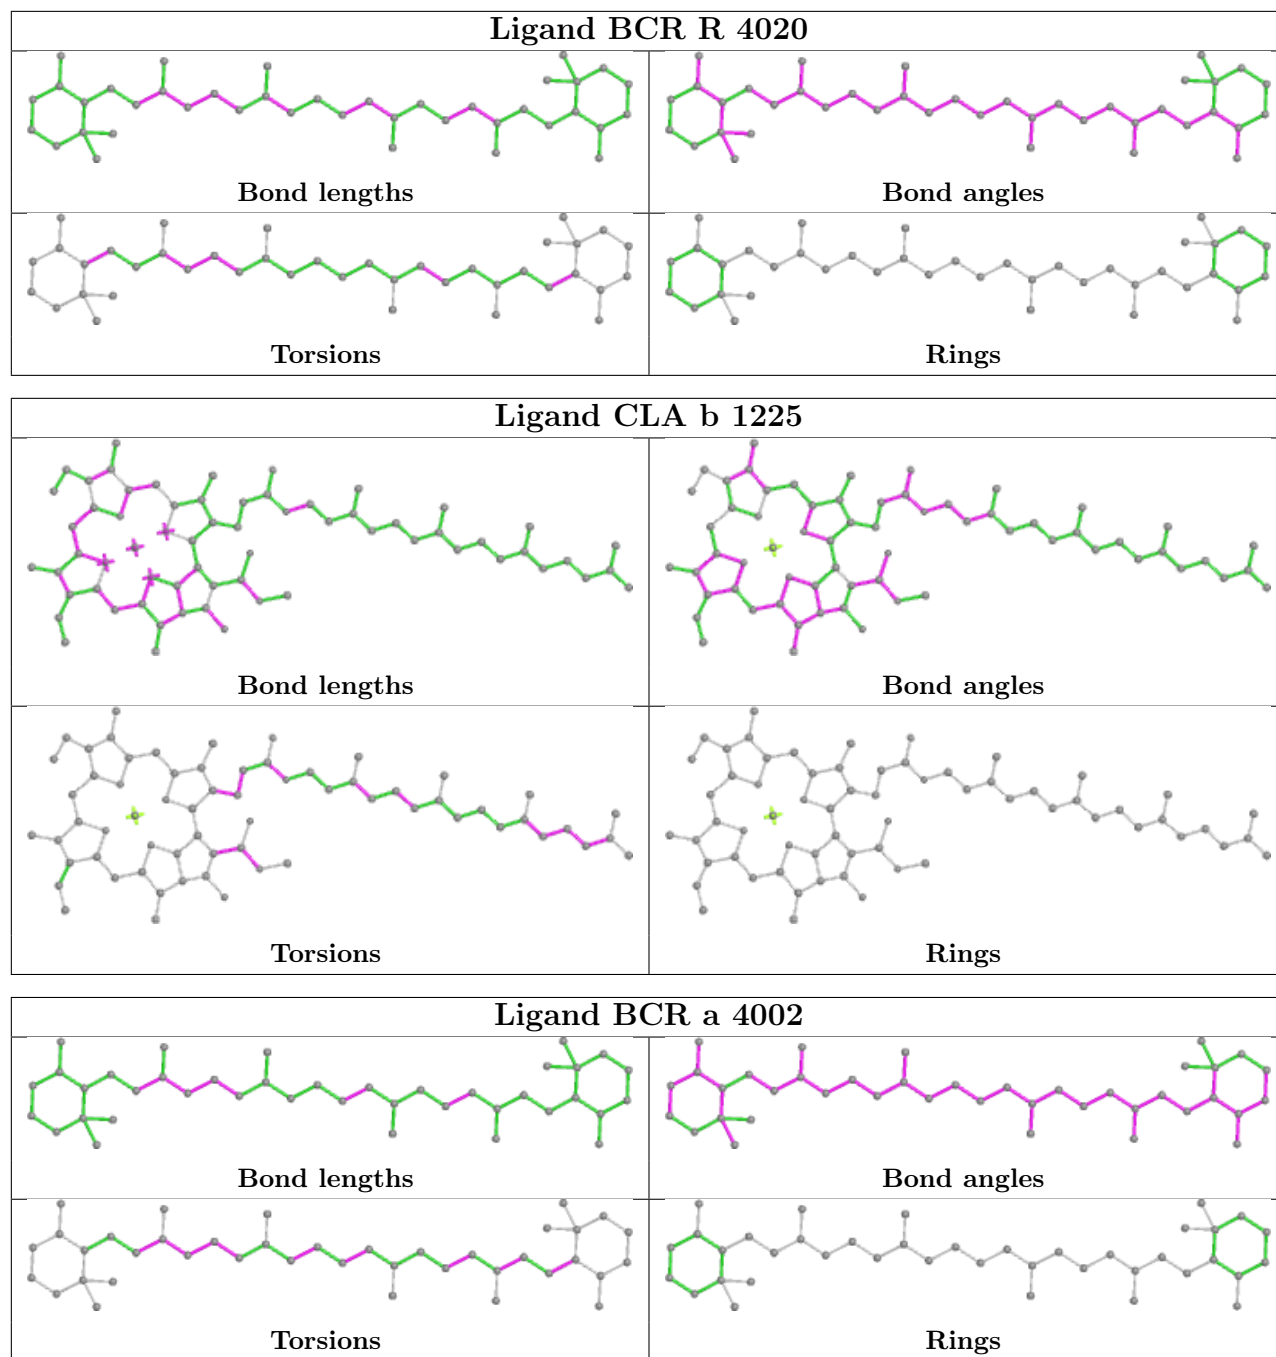 Ligand BCR R 4020
Bond lengths
Bond angles
Torsions
Rings
Ligand CLA b 1225
Bond lengths
Bond angles
Torsions
Rings
Ligand BCR a 4002
Bond lengths
Bond angles
Torsions
Rings